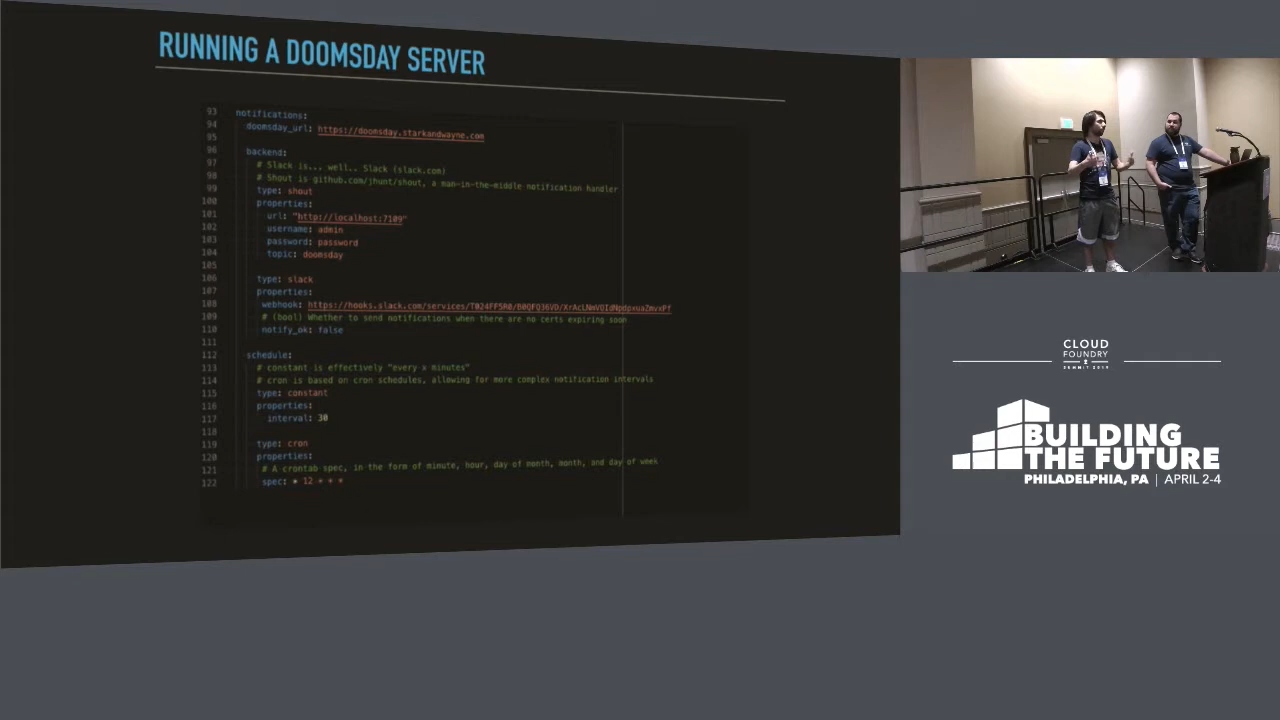 RUNNING A DOOMSDAY SERVER
93 notifications:
94 doomsday_url: https://doomsday.starkandwayne.com
95
96 backend:
97 # Slack is... well.. Slack (slack.com)
98 # Shout is github.com/jhunt/shout, a man-in-the-middle notification handler
99 type: shout
100 properties:
101 url: "http://localhost:7109"
102 username: admin
103 password: password
104 topic: doomsday
105
106 type: slack
107 properties:
108 webhook:
109 # (bool) Whether to send notifications when there are no certs expiring soon
110 notify_ok: false
111
112 schedule:
113 # constant is effectively "every x minutes"
114 # cron is based on cron schedules, allowing for more complex notification intervals
115 type: constant
116 properties:
117 interval: 30
118
119 type: cron
120 properties:
121 # A crontab spec, in the form of minute, hour, day of month, month, and day of week
122 spec: * 12 * * *
CLOUD
FOUNDRY
SUMMIT 2019
BUILDING
THE FUTURE
PHILADELPHIA, PA | APRIL 2-4